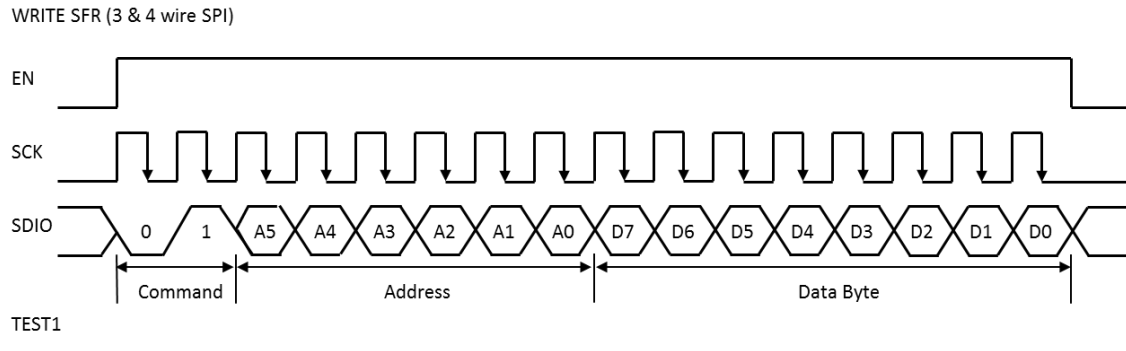 WRITE SFR (3 & 4 wire SPI)
EN
SCK
SDIO 0 1 A5 A4 A3 A2 A1 A0 D7 D6 D5 D4 D3 D2 D1 D0
Command Address Data Byte
TEST1